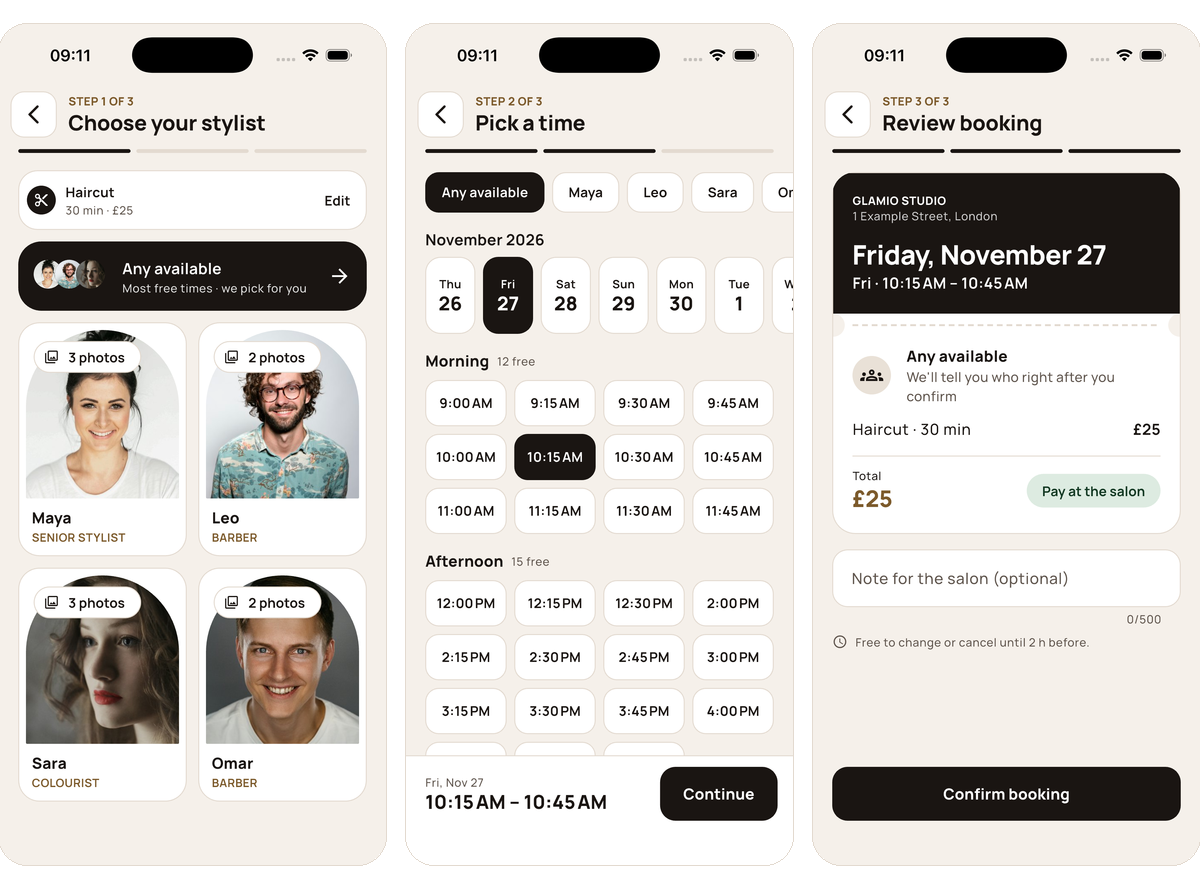 09:11
STEP 1 OF 3
Choose your stylist
Haircut
30 min · £25
Edit
Any available
Most free times · we pick for you
3 photos
2 photos
Maya
SENIOR STYLIST
Leo
BARBER
3 photos
2 photos
Sara
COLOURIST
Omar
BARBER
09:11
STEP 2 OF 3
Pick a time
Any available
Maya
Leo
Sara
November 2026
Thu
26
Fri
27
Sat
28
Sun
29
Mon
30
Tue
1
Morning 12 free
9:00 AM 9:15 AM 9:30 AM 9:45 AM
10:00 AM 10:15 AM 10:30 AM 10:45 AM
11:00 AM 11:15 AM 11:30 AM 11:45 AM
Afternoon 15 free
12:00 PM 12:15 PM 12:30 PM 2:00 PM
2:15 PM 2:30 PM 2:45 PM 3:00 PM
3:15 PM 3:30 PM 3:45 PM 4:00 PM
Fri, Nov 27
10:15 AM – 10:45 AM
Continue
09:11
STEP 3 OF 3
Review booking
GLAMIO STUDIO
1 Example Street, London
Friday, November 27
Fri · 10:15 AM – 10:45 AM
Any available
We'll tell you who right after you
confirm
Haircut · 30 min £25
Total
£25
Pay at the salon
Note for the salon (optional)
0/500
Free to change or cancel until 2 h before.
Confirm booking